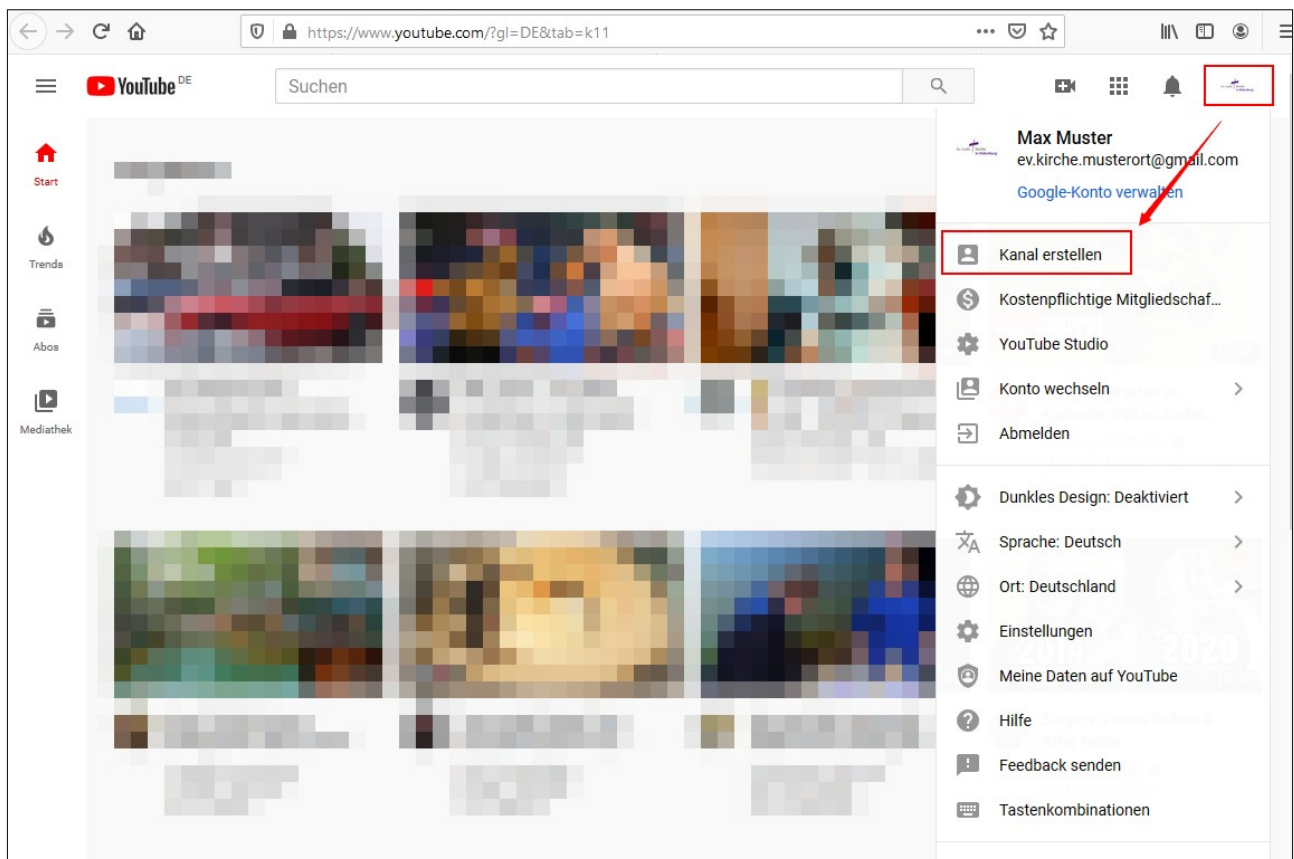 https://www.youtube.com/?gl=DE&tab=k11
YouTube DE
Suchen
Start
Trends
Abos
Mediathek
Max Muster
ev.kirche.musterort@gmail.com
Google-Konto verwalten
Kanal erstellen
Kostenpflichtige Mitgliedschaf...
YouTube Studio
Konto wechseln
Abmelden
Dunkles Design: Deaktiviert
Sprache: Deutsch
Ort: Deutschland
Einstellungen
Meine Daten auf YouTube
Hilfe
Feedback senden
Tastenkombinationen